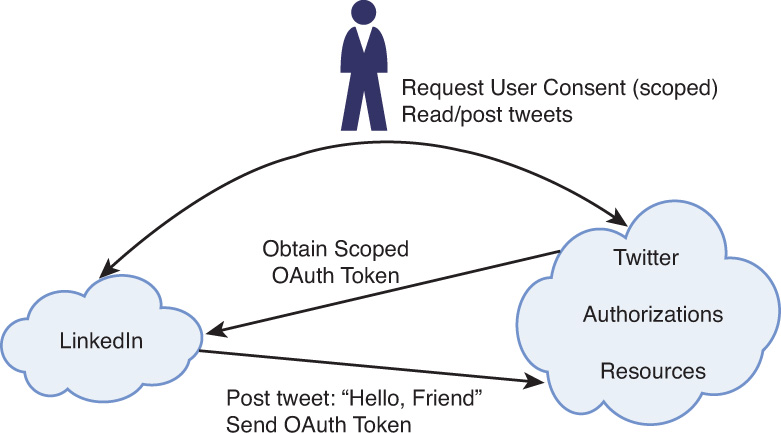 Request User Consent (scoped)
Read/post tweets
Obtain Scoped
OAuth Token
Twitter
Authorizations
Resources
LinkedIn
Post tweet: “Hello, Friend”
Send OAuth Token